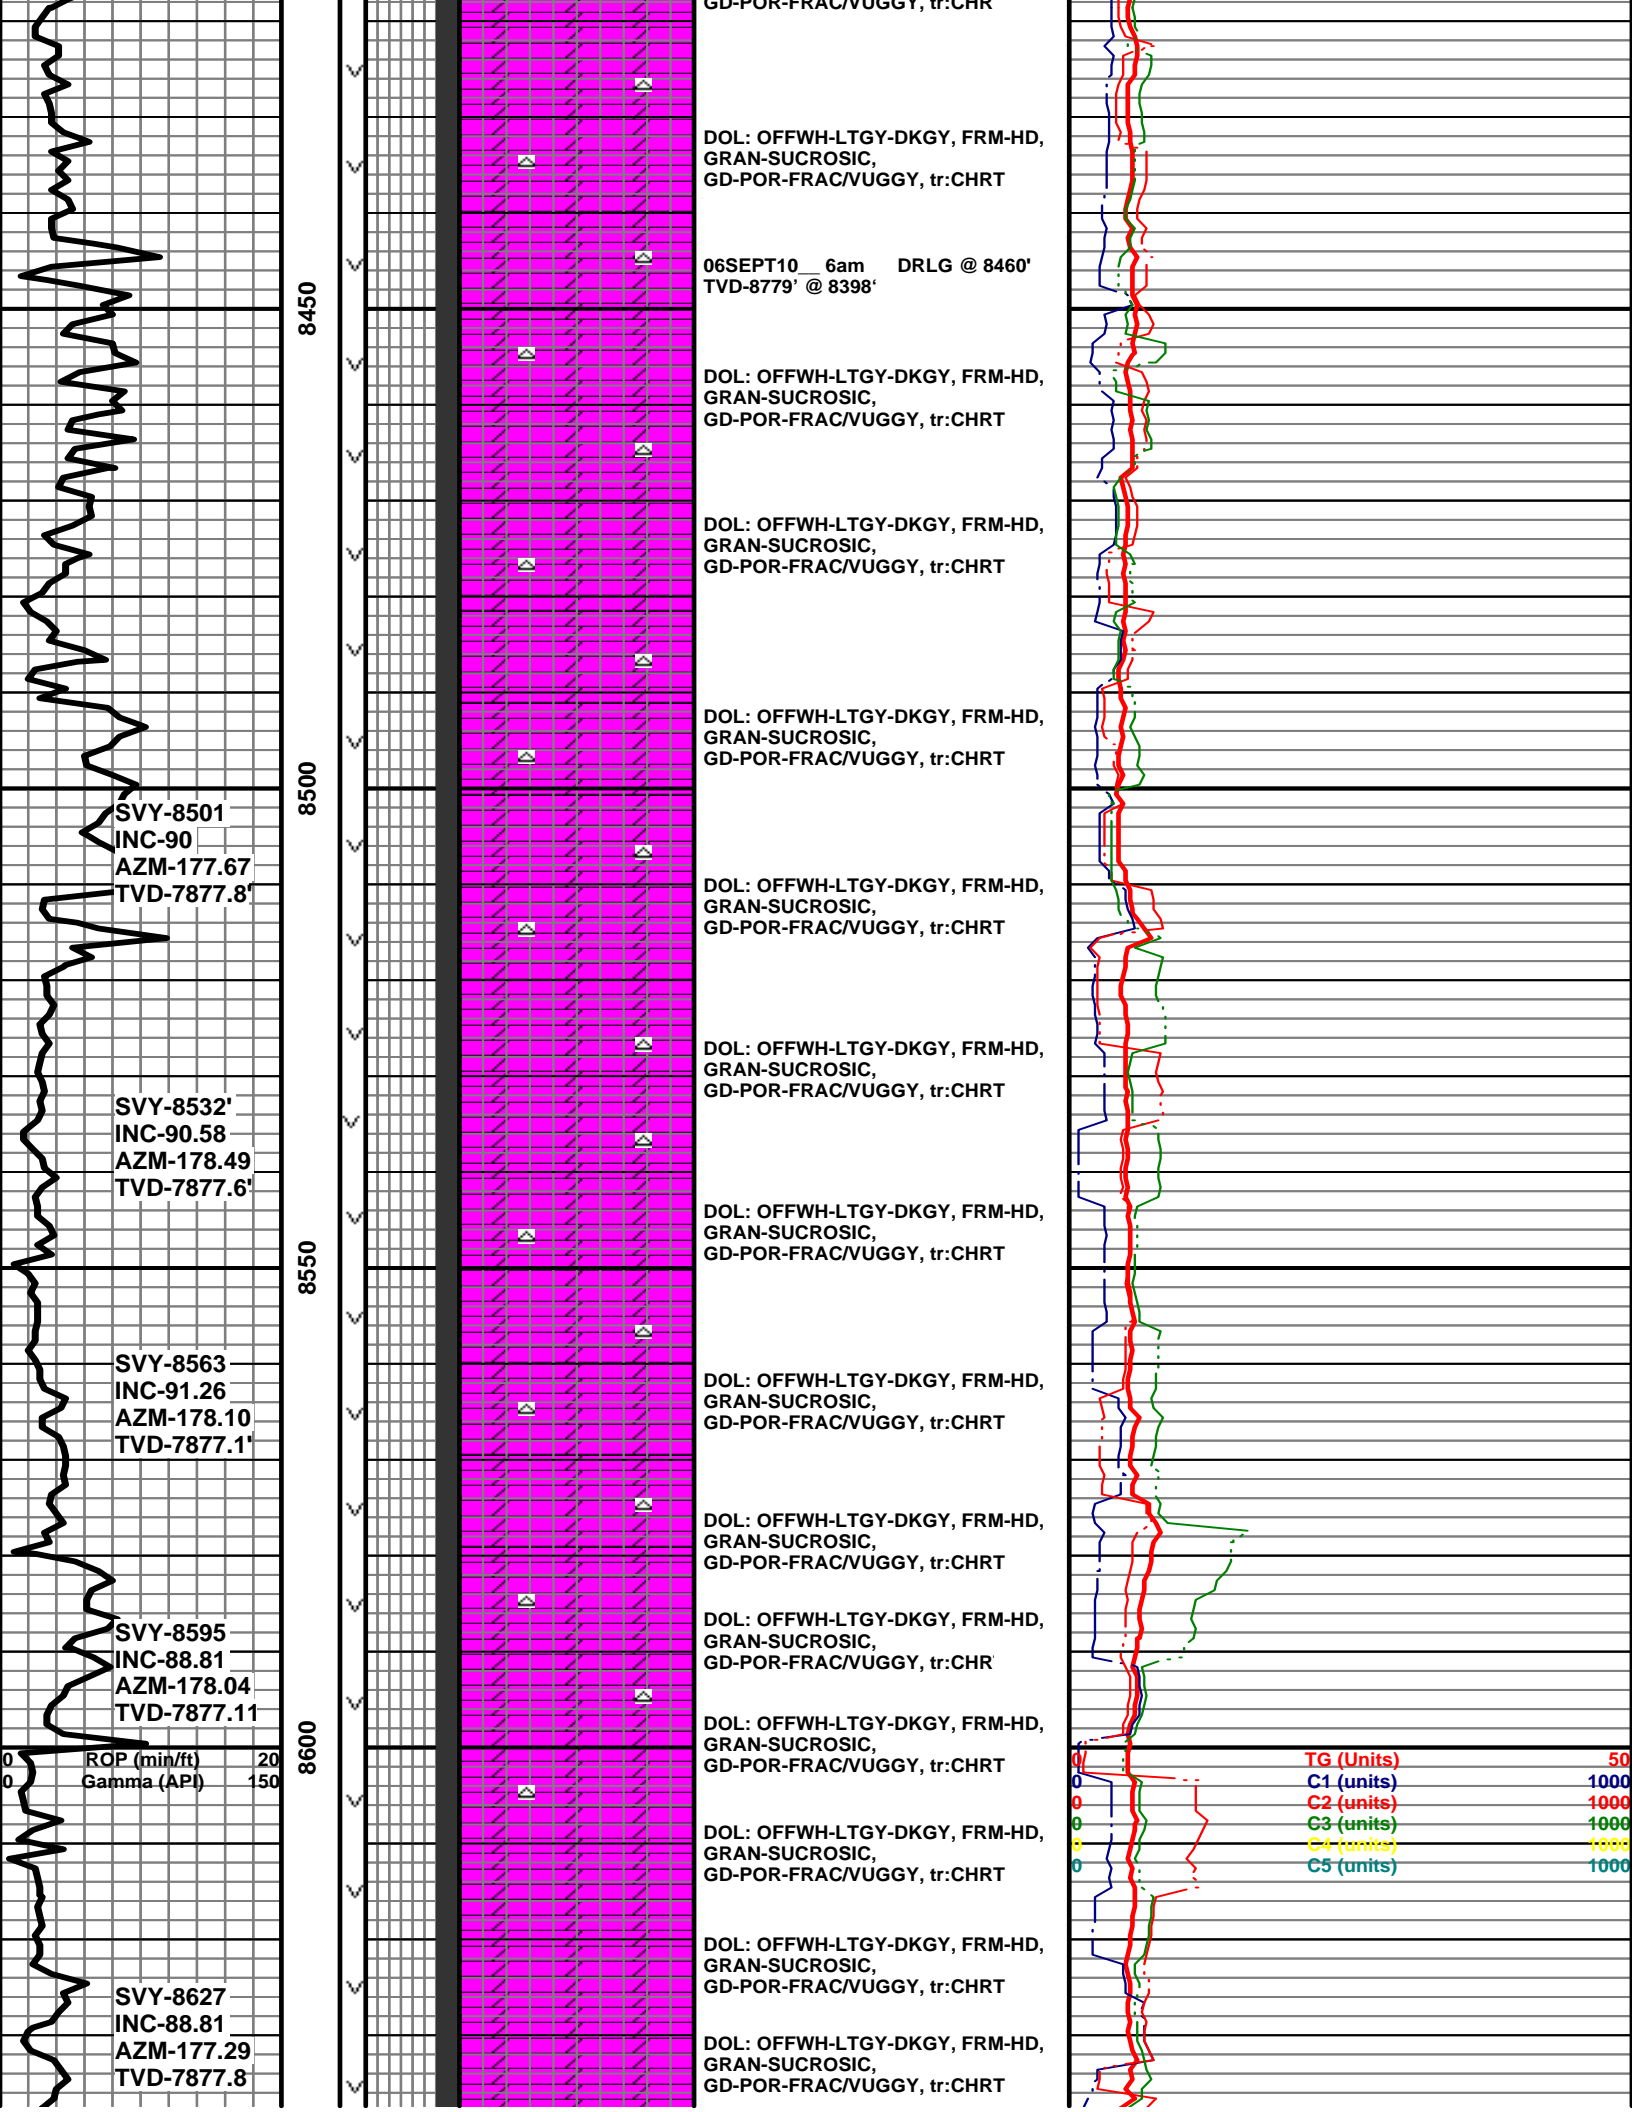 GD-POR-FRAC/VUGGY, tr:CHR
DOL: OFFWH-LTGY-DKGY, FRM-HD,
GRAN-SUCROSIC,
GD-POR-FRAC/VUGGY, tr:CHRT
06SEPT10__ 6am DRLG @ 8460'
TVD-8779' @ 8398'
8450
DOL: OFFWH-LTGY-DKGY, FRM-HD,
GRAN-SUCROSIC,
GD-POR-FRAC/VUGGY, tr:CHRT
DOL: OFFWH-LTGY-DKGY, FRM-HD,
GRAN-SUCROSIC,
GD-POR-FRAC/VUGGY, tr:CHRT
DOL: OFFWH-LTGY-DKGY, FRM-HD,
GRAN-SUCROSIC,
GD-POR-FRAC/VUGGY, tr:CHRT
8500
SVY-8501
INC-90
AZM-177.67
TVD-7877.8'
DOL: OFFWH-LTGY-DKGY, FRM-HD,
GRAN-SUCROSIC,
GD-POR-FRAC/VUGGY, tr:CHRT
DOL: OFFWH-LTGY-DKGY, FRM-HD,
GRAN-SUCROSIC,
GD-POR-FRAC/VUGGY, tr:CHRT
SVY-8532'
INC-90.58
AZM-178.49
TVD-7877.6'
DOL: OFFWH-LTGY-DKGY, FRM-HD,
GRAN-SUCROSIC,
GD-POR-FRAC/VUGGY, tr:CHRT
8550
SVY-8563
INC-91.26
AZM-178.10
TVD-7877.1'
DOL: OFFWH-LTGY-DKGY, FRM-HD,
GRAN-SUCROSIC,
GD-POR-FRAC/VUGGY, tr:CHRT
DOL: OFFWH-LTGY-DKGY, FRM-HD,
GRAN-SUCROSIC,
GD-POR-FRAC/VUGGY, tr:CHRT
SVY-8595
INC-88.81
AZM-178.04
TVD-7877.11
DOL: OFFWH-LTGY-DKGY, FRM-HD,
GRAN-SUCROSIC,
GD-POR-FRAC/VUGGY, tr:CHR
DOL: OFFWH-LTGY-DKGY, FRM-HD,
GRAN-SUCROSIC,
GD-POR-FRAC/VUGGY, tr:CHRT
8600
0 ROP (min/ft) 20
0 Gamma (API) 150
0 TG (Units) 50
0 C1 (units) 1000
0 C2 (units) 1000
0 C3 (units) 1000
0 C4 (units) 1000
0 C5 (units) 1000
DOL: OFFWH-LTGY-DKGY, FRM-HD,
GRAN-SUCROSIC,
GD-POR-FRAC/VUGGY, tr:CHRT
DOL: OFFWH-LTGY-DKGY, FRM-HD,
GRAN-SUCROSIC,
GD-POR-FRAC/VUGGY, tr:CHRT
SVY-8627
INC-88.81
AZM-177.29
TVD-7877.8
DOL: OFFWH-LTGY-DKGY, FRM-HD,
GRAN-SUCROSIC,
GD-POR-FRAC/VUGGY, tr:CHRT